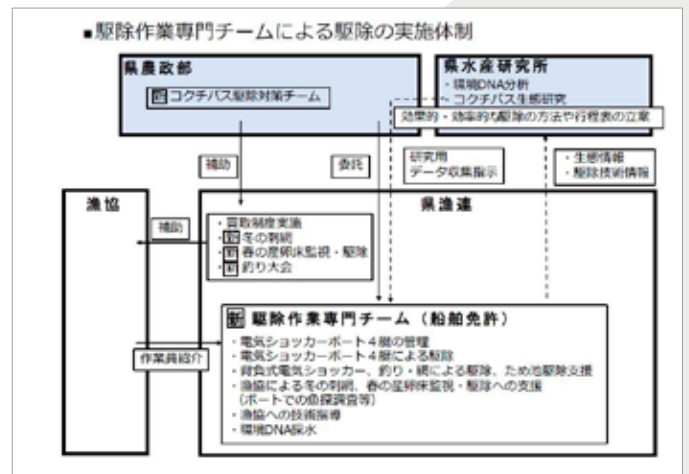 ■駆除作業専門チームによる駆除の実施体制
県農政部
新 コクチバス駆除対策チーム
県水産研究所
・環境DNA分析
・コクチバス生態研究
効果的・効率的な駆除の方法や行程表の立案
補助
委託
研究用
データ収集指示
・生態情報
・駆除技術情報
漁協
県漁連
補助
・買取制度実施
・新 冬の刺網
・新 春の産卵床監視・駆除
・新 釣り大会
作業員紹介
新 駆除作業専門チーム(船舶免許)
・電気ショッカーボート4艇の管理
・電気ショッカーボート4艇による駆除
・背負式電気ショッカー、釣り・網による駆除、ため池駆除支援
・漁協による冬の刺網、春の産卵床監視・駆除への支援
(ボートでの魚探調査等)
・漁協への技術指導
・環境DNA採水